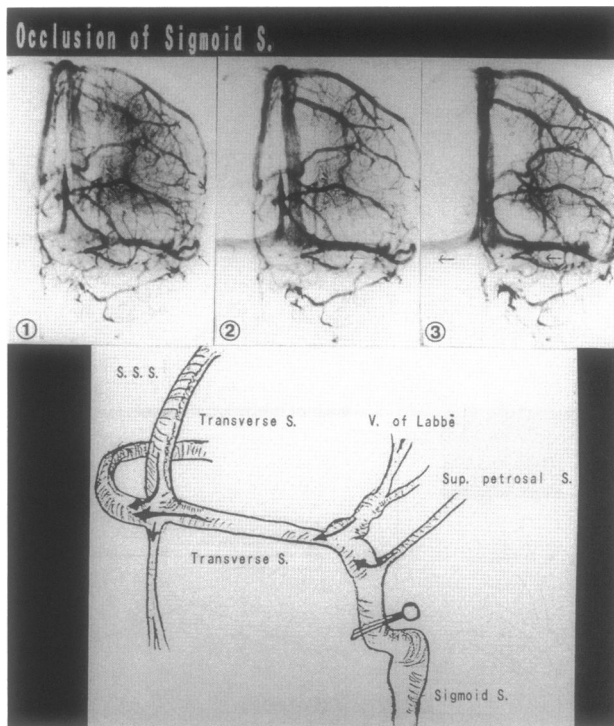 Occlusion of Sigmoid S.
①
②
③
S. S. S.
Transverse S.
V. of Labbē
Sup. petrosal S.
Transverse S.
Sigmoid S.